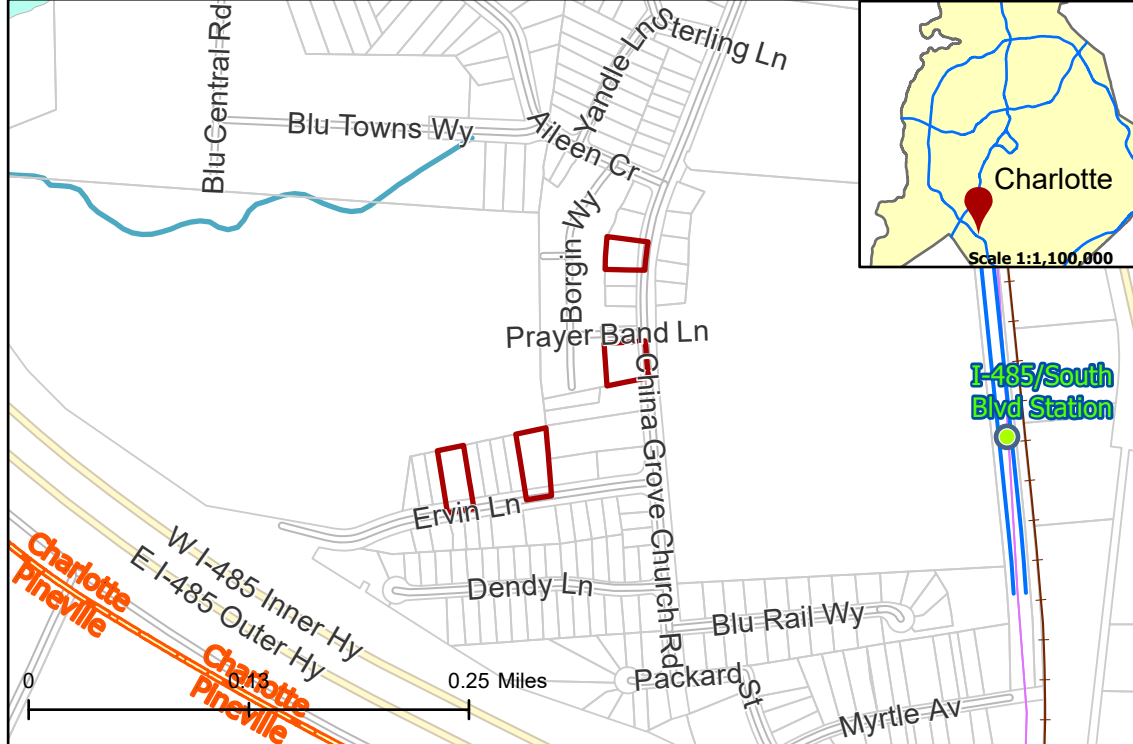 Sterling Ln
Yandle Ln
Blu Central Rd
Blu Towns Wy
Aileen Cr
Charlotte
Scale 1:1,100,000
Borgin Wy
Prayer Band Ln
China Grove Church Rd
I-485/South
Blvd Station
Ervin Ln
W I-485 Inner Hy
E I-485 Outer Hy
Charlotte
Pineville
Dendy Ln
Blu Rail Wy
Charlotte
Pineville
Packard St
Myrtle Av
0 0.13 0.25 Miles